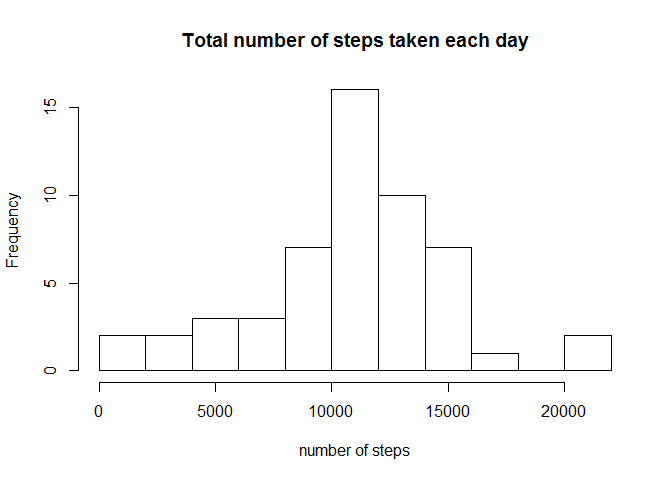 Total number of steps taken each day
Frequency
15
10
5
0
0 5000 10000 15000 20000
number of steps